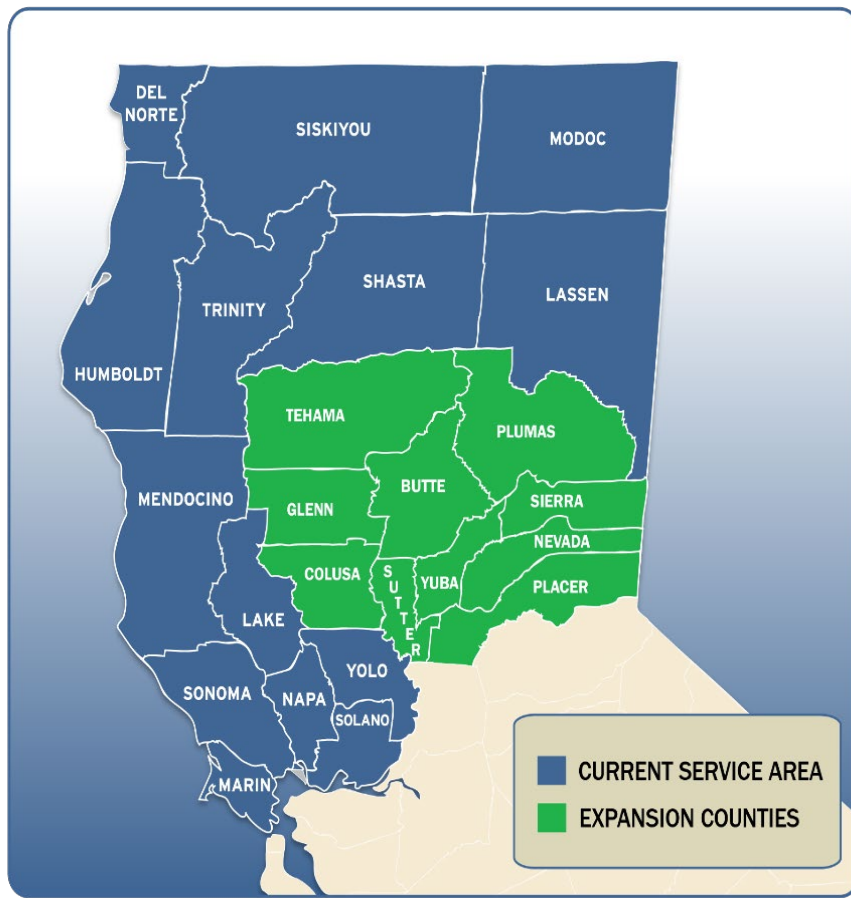 DEL
NORTE
SISKIYOU
MODOC
SHASTA
LASSEN
TRINITY
HUMBOLDT
TEHAMA
PLUMAS
BUTTE
MENDOCINO
GLENN
SIERRA
NEVADA
COLUSA
SUTTER
YUBA
PLACER
LAKE
YOLO
SONOMA
NAPA
SOLANO
MARIN
CURRENT SERVICE AREA
EXPANSION COUNTIES